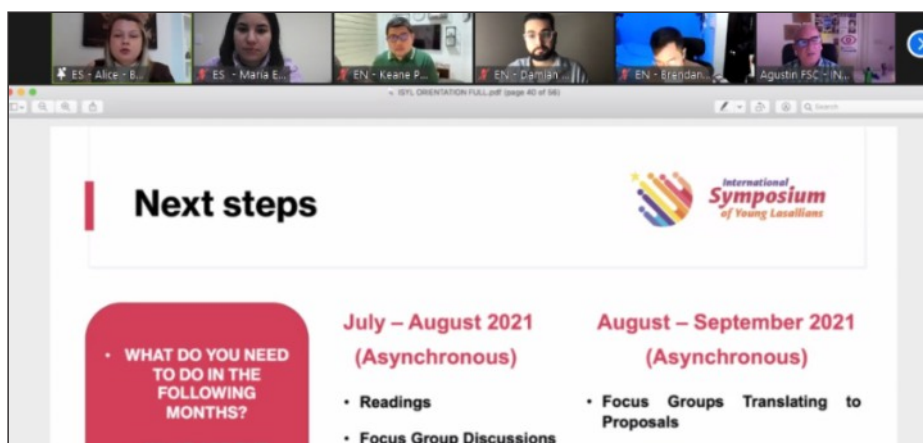 ES - Alice - B...
ES - Maria E...
EN - Keane P...
EN - Damian ...
EN - Brendan...
Agustin FSC - IN...
ISYL ORIENTATION FULL.pdf (page 40 of 56)
Search
Next steps
International
Symposium
of Young Lasallians
• WHAT DO YOU NEED
TO DO IN THE
FOLLOWING
MONTHS?
July – August 2021
(Asynchronous)
• Readings
• Focus Group Discussions
August – September 2021
(Asynchronous)
• Focus Groups Translating to
Proposals